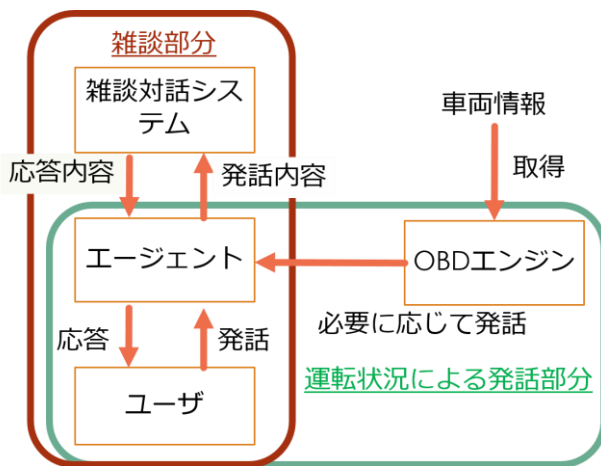 雑談部分
雑談対話シス
テム
車両情報
応答内容
発話内容
取得
エージェント
OBDエンジン
必要に応じて発話
応答
発話
運転状況による発話部分
ユーザ